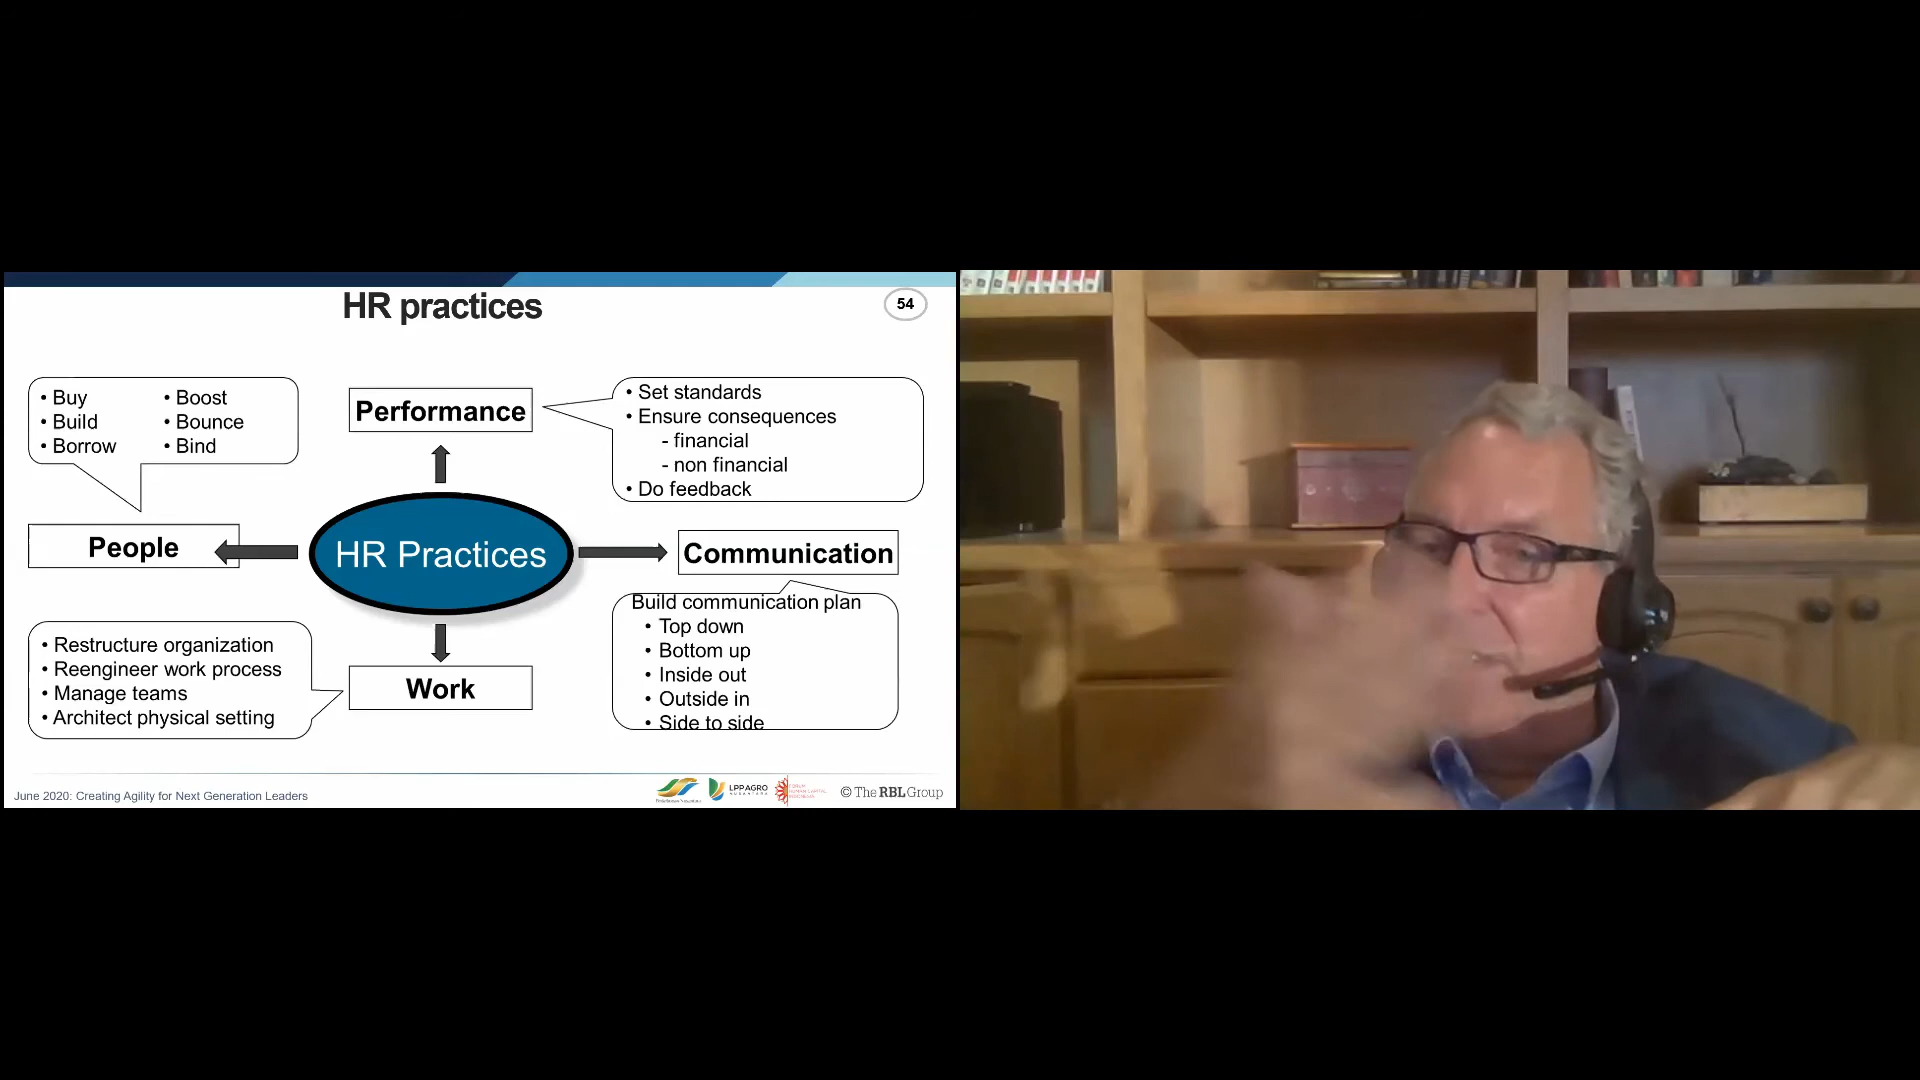 HR practices
54
• Buy
• Build
• Borrow
• Boost
• Bounce
• Bind
Performance
• Set standards
• Ensure consequences
- financial
- non financial
• Do feedback
People
HR Practices
Communication
Build communication plan
• Top down
• Bottom up
• Inside out
• Outside in
• Side to side
• Restructure organization
• Reengineer work process
• Manage teams
• Architect physical setting
Work
June 2020: Creating Agility for Next Generation Leaders
LPP AGRO
NUSANTARA
© The RBL Group